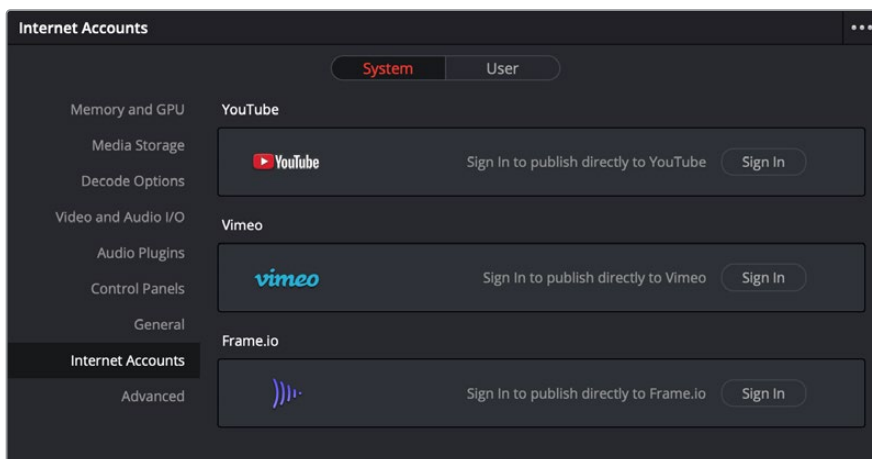 Internet Accounts
System User
Memory and GPU
Media Storage
Decode Options
Video and Audio I/O
Audio Plugins
Control Panels
General
Internet Accounts
Advanced
YouTube
YouTube Sign In to publish directly to YouTube Sign In
Vimeo
vimeo Sign In to publish directly to Vimeo Sign In
Frame.io
Sign In to publish directly to Frame.io Sign In